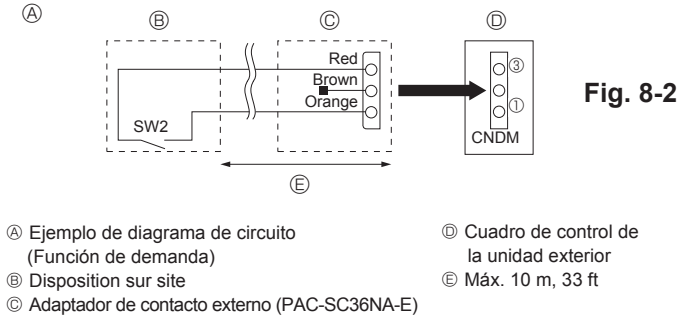 Ⓐ
Ⓑ
Ⓒ
Ⓓ
Red
Brown
Orange
SW2
③
①
CNDM
Fig. 8-2
Ⓔ
Ⓐ Ejemplo de diagrama de circuito
(Función de demanda)
Ⓑ Disposition sur site
Ⓒ Adaptador de contacto externo (PAC-SC36NA-E)
Ⓓ Cuadro de control de
la unidad exterior
Ⓔ Máx. 10 m, 33 ft